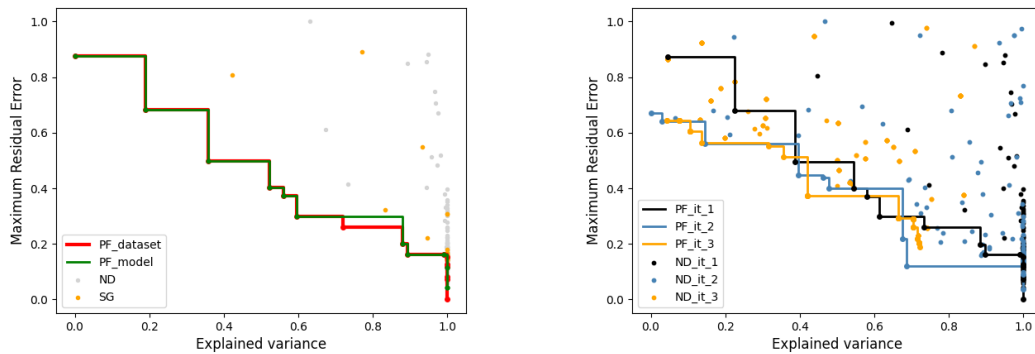 Maximum Residual Error
1.0
0.8
0.6
0.4
0.2
0.0
PF_dataset
PF_model
ND
SG
0.0 0.2 0.4 0.6 0.8 1.0
Explained variance
Maximum Residual Error
1.0
0.8
0.6
0.4
0.2
0.0
PF_it_1
PF_it_2
PF_it_3
ND_it_1
ND_it_2
ND_it_3
0.0 0.2 0.4 0.6 0.8 1.0
Explained variance